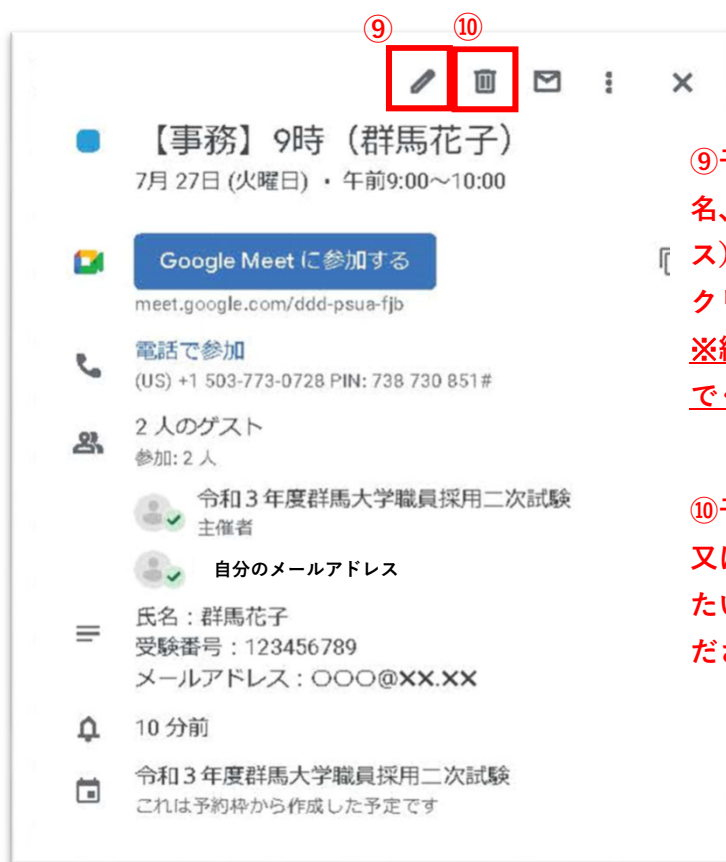 ⑨ ⑩
【事務】9時（群馬花子）
7月 27日 (火曜日)・午前9:00～10:00
Google Meet に参加する
meet.google.com/ddd-psua-fjb
電話で参加
(US) +1 503-773-0728 PIN: 738 730 851#
2 人のゲスト
参加: 2 人
令和３年度群馬大学職員採用二次試験
主催者
自分のメールアドレス
氏名：群馬花子
受験番号：123456789
メールアドレス：〇〇〇@XX.XX
10 分前
令和３年度群馬大学職員採用二次試験
これは予約枠から作成した予定です
⑨
名、
ス）
ク
※
で
⑩
又
た
だ